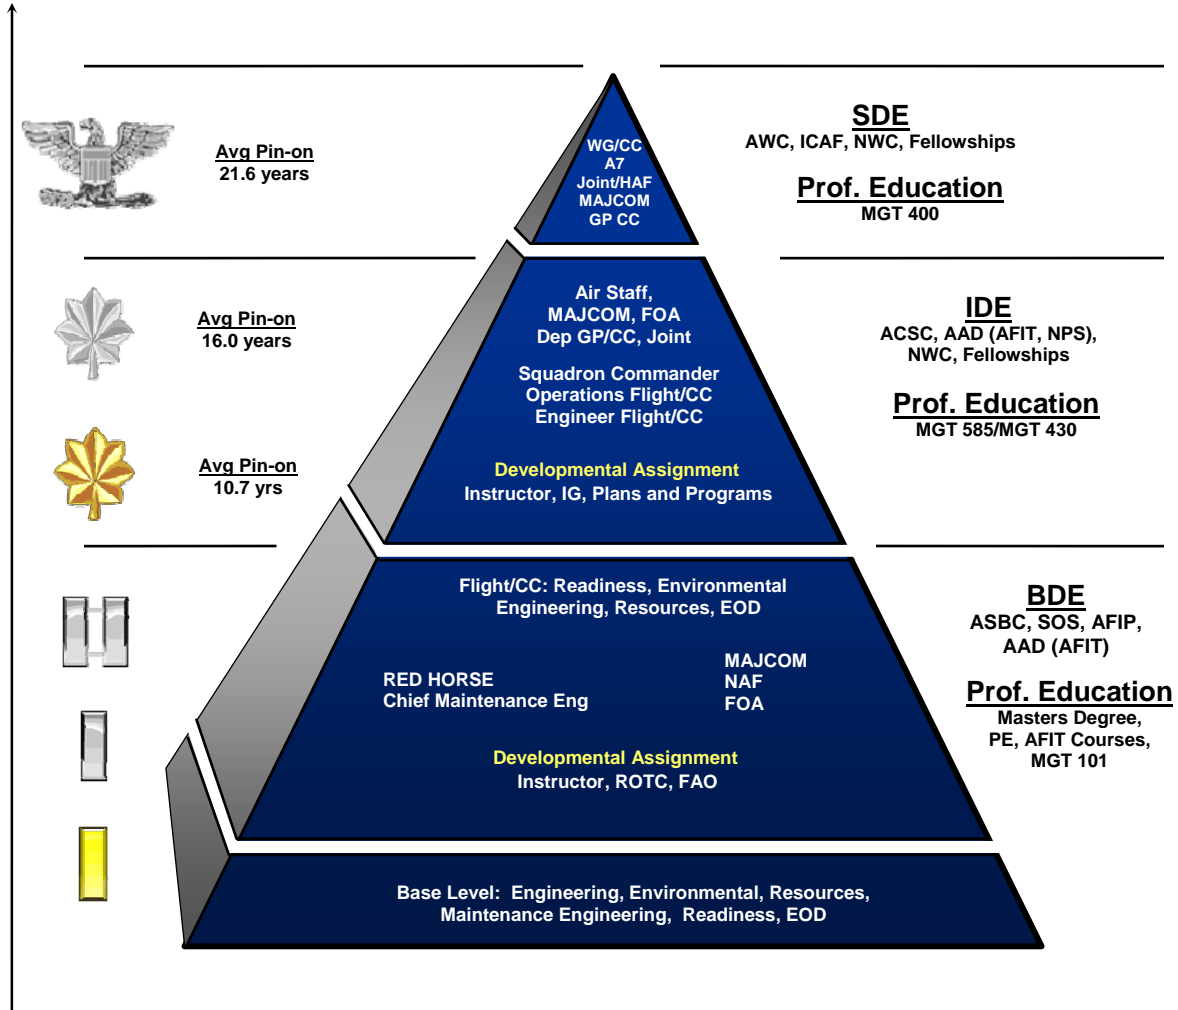 SDE
AWC, ICAF, NWC, Fellowships
Prof. Education
MGT 400
Avg Pin-on
21.6 years
WG/CC
A7
Joint/HAF
MAJCOM
GP CC
Avg Pin-on
16.0 years
Avg Pin-on
10.7 yrs
Air Staff,
MAJCOM, FOA
Dep GP/CC, Joint
Squadron Commander
Operations Flight/CC
Engineer Flight/CC
Developmental Assignment
Instructor, IG, Plans and Programs
IDE
ACSC, AAD (AFIT, NPS),
NWC, Fellowships
Prof. Education
MGT 585/MGT 430
Flight/CC: Readiness, Environmental
Engineering, Resources, EOD
RED HORSE
Chief Maintenance Eng
MAJCOM
NAF
FOA
Developmental Assignment
Instructor, ROTC, FAO
BDE
ASBC, SOS, AFIP,
AAD (AFIT)
Prof. Education
Masters Degree,
PE, AFIT Courses,
MGT 101
Base Level: Engineering, Environmental, Resources,
Maintenance Engineering, Readiness, EOD